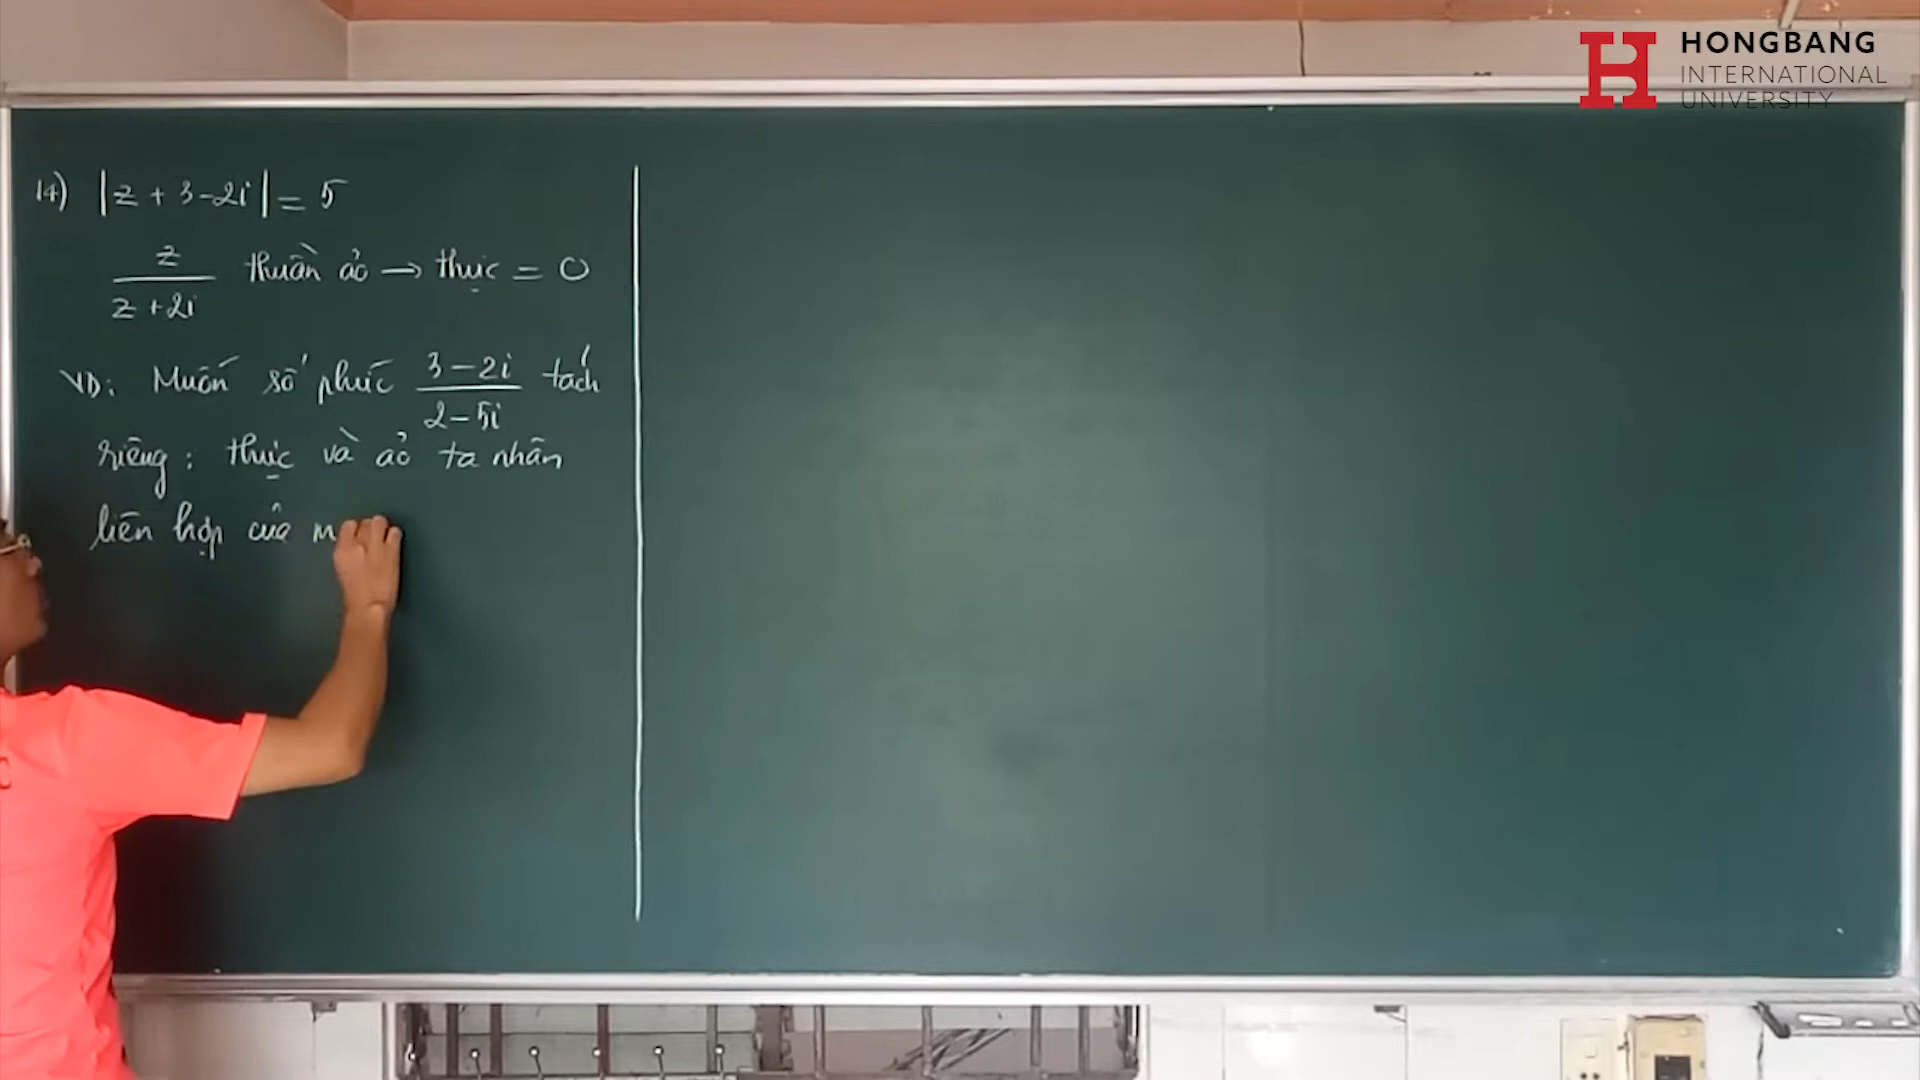 HONGBANG
INTERNATIONAL
UNIVERSITY
14) |z + 3 - 2i| = 5
z / (z + 2i) thuần ảo → thực = 0
VD: Muốn số phức (3 - 2i) / (2 - 5i) tách
riêng: thực và ảo ta nhân
liên hợp của m